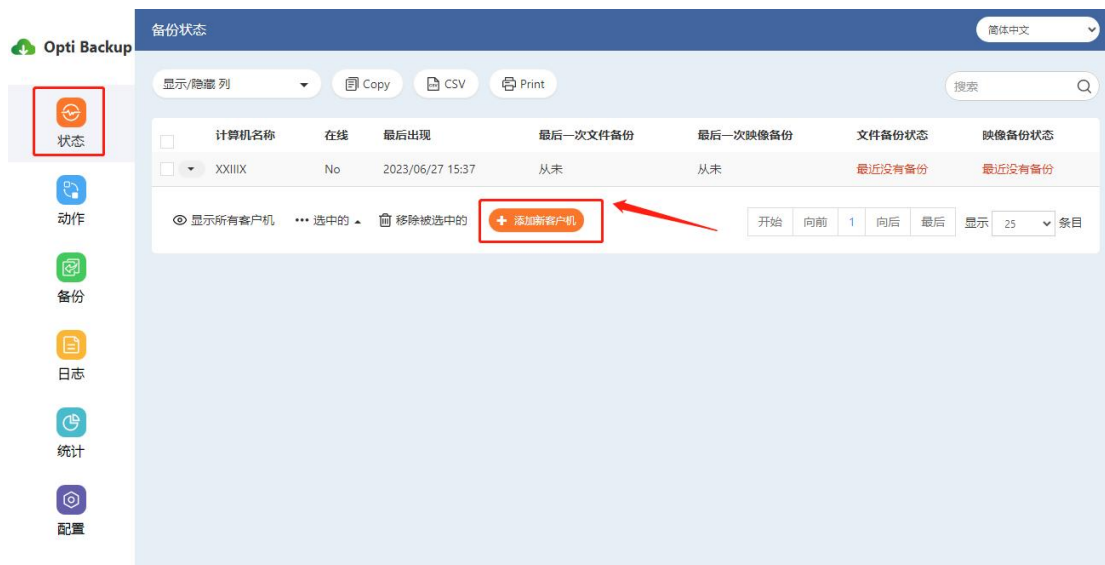 Opti Backup
状态
动作
备份
日志
统计
配置
备份状态
简体中文
显示/隐藏 列
Copy
CSV
Print
搜索
计算机名称 在线 最后出现 最后一次文件备份 最后一次映像备份 文件备份状态 映像备份状态
XXIIIX No 2023/06/27 15:37 从未 从未 最近没有备份 最近没有备份
显示所有客户机 ••• 选中的 移除被选中的 + 添加新客户机 开始 向前 1 向后 最后 显示 25 条目